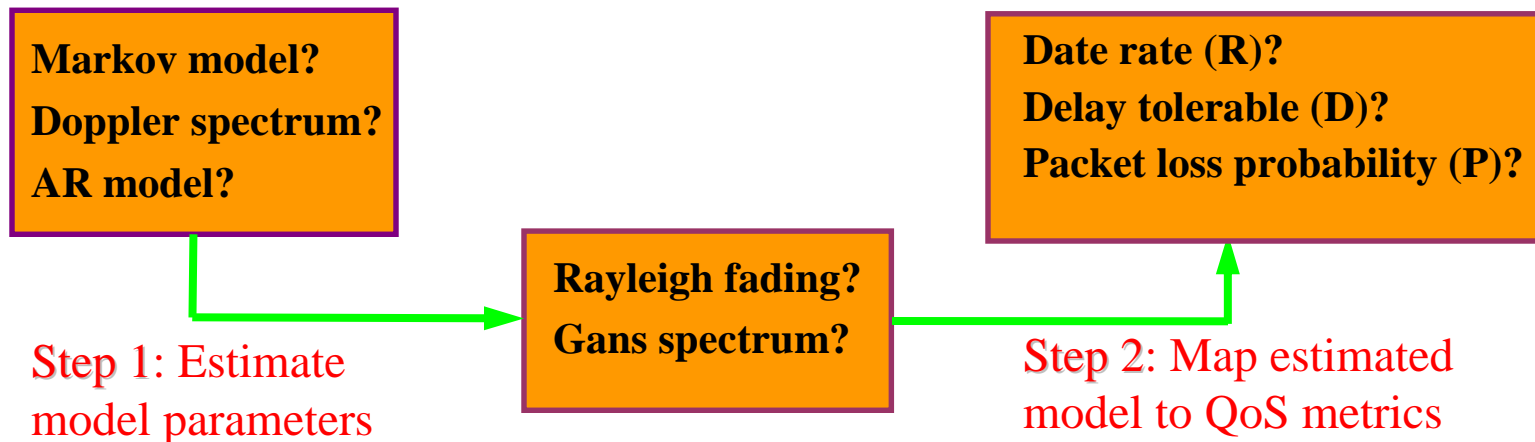 Markov model?
Doppler spectrum?
AR model?
Date rate (R)?
Delay tolerable (D)?
Packet loss probability (P)?
Rayleigh fading?
Gans spectrum?
Step 1: Estimate
model parameters
Step 2: Map estimated
model to QoS metrics